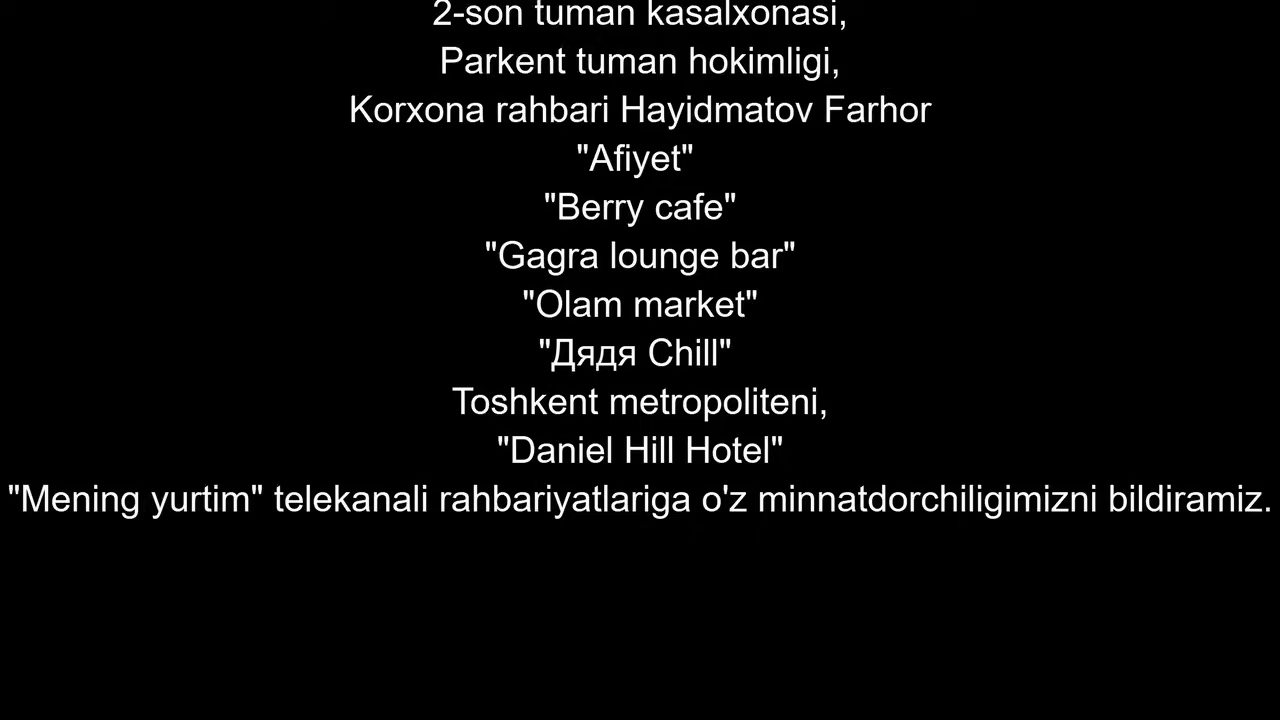 2-son tuman kasalxonasi,
Parkent tuman hokimligi,
Korxona rahbari Hayidmatov Farhor
"Afiyet"
"Berry cafe"
"Gagra lounge bar"
"Olam market"
"Дядя Chill"
Toshkent metropoliteni,
"Daniel Hill Hotel"
"Mening yurtim" telekanali rahbariyatlariga o'z minnatdorchiligimizni bildiramiz.